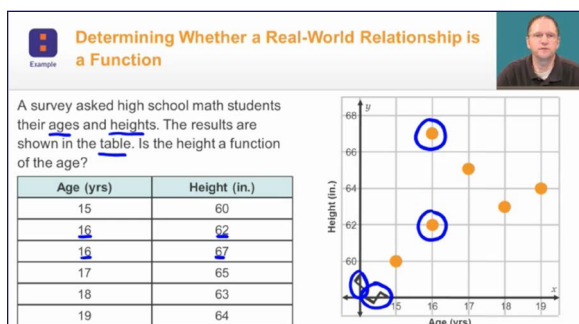 Determining Whether a Real-World Relationship is
a Function
Example
A survey asked high school math students
their ages and heights. The results are
shown in the table. Is the height a function
of the age?
Age (yrs) Height (in.)
15 60
16 62
16 67
17 65
18 63
19 64
y
68
66
64
62
60
Height (in.)
x
15 16 17 18 19
Age (yrs)